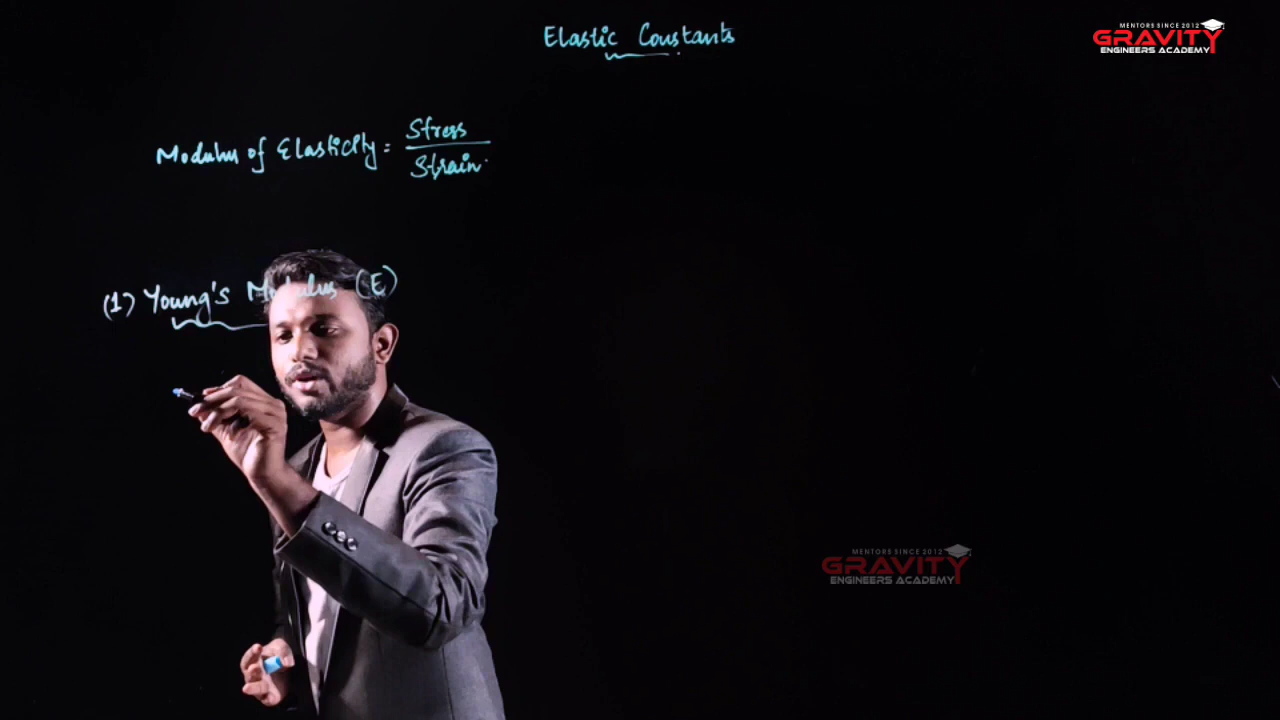 Elastic Constants
MENTORS SINCE 2012
GRAVITY
ENGINEERS ACADEMY
Modulus of Elasticity = Stress
Strain
(1) Young's Modulus (E)
MENTORS SINCE 2012
GRAVITY
ENGINEERS ACADEMY